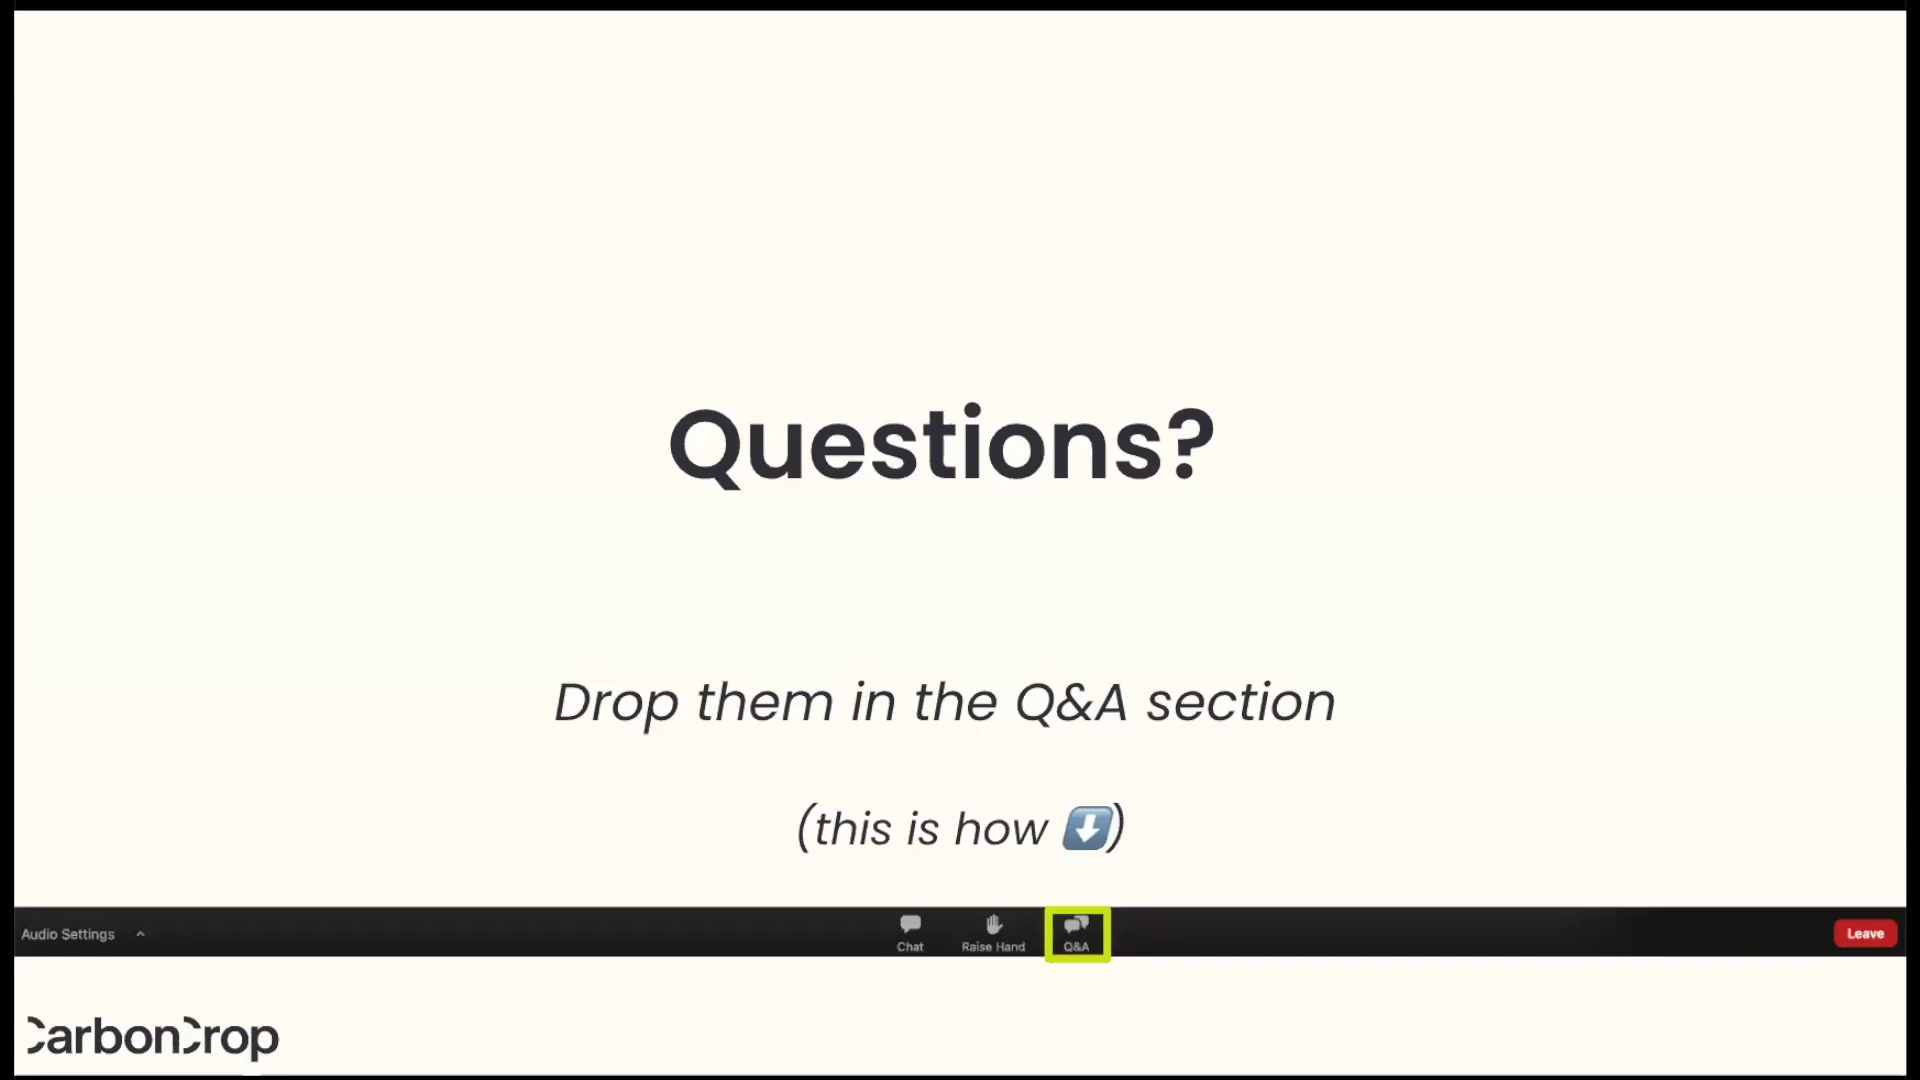 Questions?
Drop them in the Q&A section
(this is how ⬇️)
Audio Settings
Chat
Raise Hand
Q&A
Leave
CarbonCrop